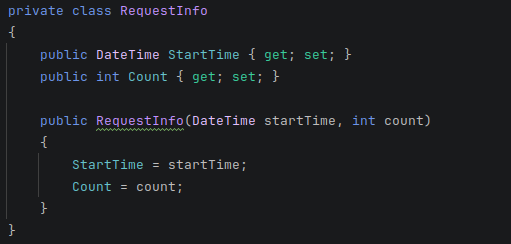 private class RequestInfo
{
    public DateTime StartTime { get; set; }
    public int Count { get; set; }

    public RequestInfo(DateTime startTime, int count)
    {
        StartTime = startTime;
        Count = count;
    }
}